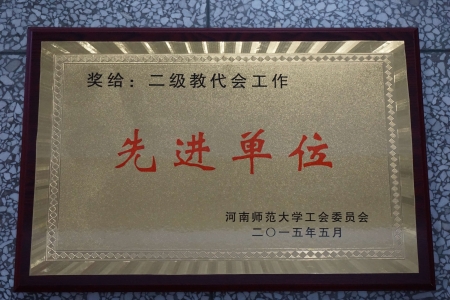 奖给：二级教代会工作
先进单位
河南师范大学工会委员会
二〇一五年五月